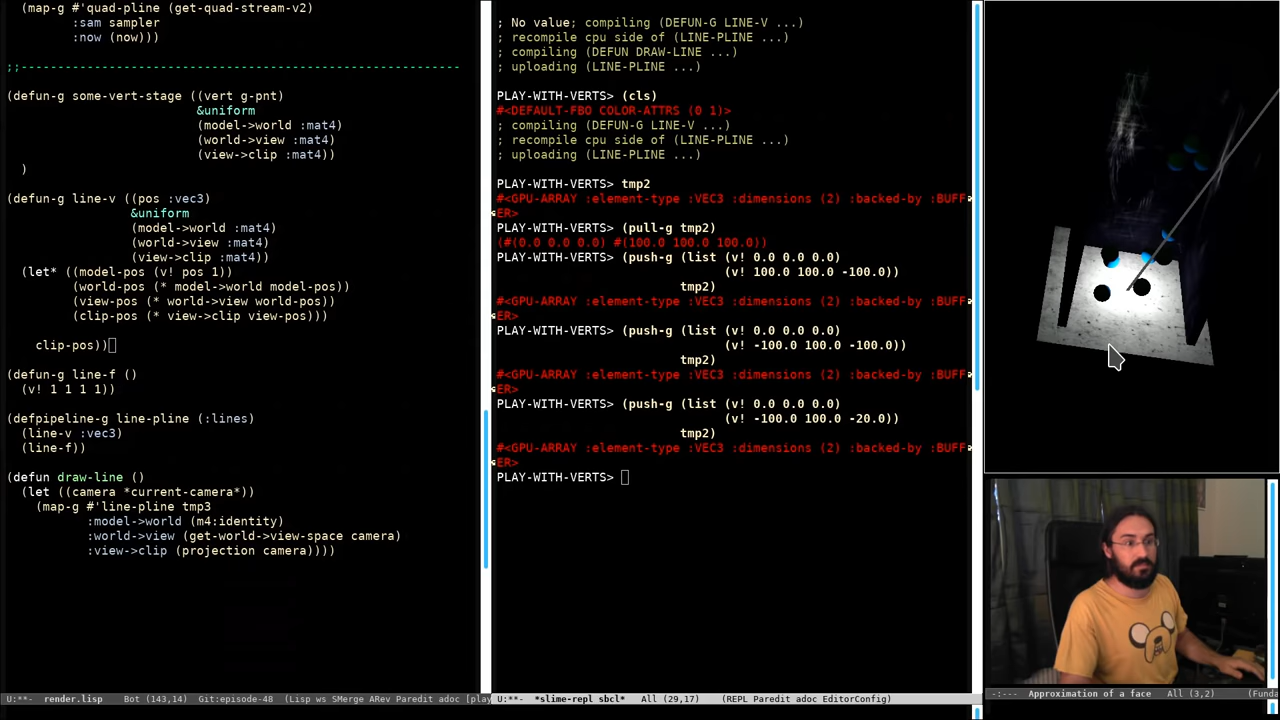 (map-g #'quad-pline (get-quad-stream-v2)
:sam sampler
:now (now)))
;;------------------------------------------------------------
(defun-g some-vert-stage ((vert g-pnt)
&uniform
(model->world :mat4)
(world->view :mat4)
(view->clip :mat4))
)
(defun-g line-v ((pos :vec3)
&uniform
(model->world :mat4)
(world->view :mat4)
(view->clip :mat4))
(let* ((model-pos (v! pos 1))
(world-pos (* model->world model-pos))
(view-pos (* world->view world-pos))
(clip-pos (* view->clip view-pos)))
clip-pos))
(defun-g line-f ()
(v! 1 1 1 1))
(defpipeline-g line-pline (:lines)
(line-v :vec3)
(line-f))
(defun draw-line ()
(let ((camera *current-camera*))
(map-g #'line-pline tmp3
:model->world (m4:identity)
:world->view (get-world->view-space camera)
:view->clip (projection camera))))
U:**-  render.lisp  Bot (143,14)  Git:episode-48  (Lisp ws SMerge ARev Paredit adoc [play
; No value; compiling (DEFUN-G LINE-V ...)
; recompile cpu side of (LINE-PLINE ...)
; compiling (DEFUN DRAW-LINE ...)
; uploading (LINE-PLINE ...)
PLAY-WITH-VERTS> (cls)
#<DEFAULT-FBO COLOR-ATTRS (0 1)>
; compiling (DEFUN-G LINE-V ...)
; recompile cpu side of (LINE-PLINE ...)
; uploading (LINE-PLINE ...)
PLAY-WITH-VERTS> tmp2
#<GPU-ARRAY :element-type :VEC3 :dimensions (2) :backed-by :BUFF
ER>
PLAY-WITH-VERTS> (pull-g tmp2)
(#(0.0 0.0 0.0) #(100.0 100.0 100.0))
PLAY-WITH-VERTS> (push-g (list (v! 0.0 0.0 0.0)
(v! 100.0 100.0 -100.0))
tmp2)
#<GPU-ARRAY :element-type :VEC3 :dimensions (2) :backed-by :BUFF
ER>
PLAY-WITH-VERTS> (push-g (list (v! 0.0 0.0 0.0)
(v! -100.0 100.0 -100.0))
tmp2)
#<GPU-ARRAY :element-type :VEC3 :dimensions (2) :backed-by :BUFF
ER>
PLAY-WITH-VERTS> (push-g (list (v! 0.0 0.0 0.0)
(v! -100.0 100.0 -20.0))
tmp2)
#<GPU-ARRAY :element-type :VEC3 :dimensions (2) :backed-by :BUFF
ER>
PLAY-WITH-VERTS>
U:**-  *slime-repl sbcl*  All (29,17)  (REPL Paredit adoc EditorConfig)
-:---  Approximation of a face  All (3,2)  (Funda